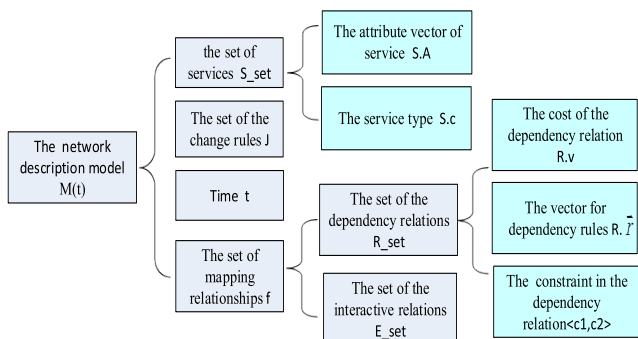 The network
description model
M(t)
the set of
services S_set
The set of the
change rules J
Time t
The set of
mapping
relationships f
The attribute vector of
service S.A
The service type S.c
The set of the
dependency relations
R_set
The set of the
interactive relations
E_set
The cost of the
dependency relation
R.v
The vector for
dependency rules R. r̄
The constraint in the
dependency
relation<c1,c2>